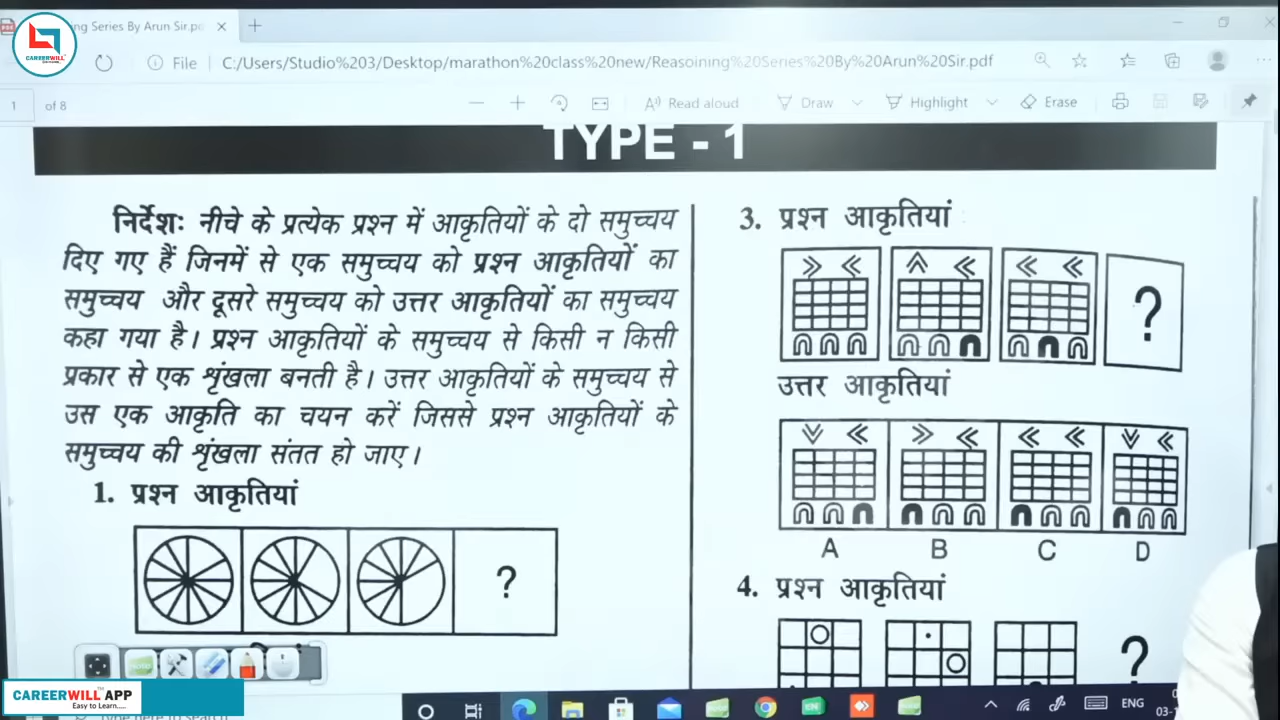 ng Series By Arun Sir.pd
CAREERWILL
File
C:/Users/Studio%203/Desktop/marathon%20class%20new/Reasoining%20Series%20By%20Arun%20Sir.pdf
1 of 8
Read aloud
Draw
Highlight
Erase
TYPE - 1
निर्देशः नीचे के प्रत्येक प्रश्न में आकृतियों के दो समुच्चय
दिए गए हैं जिनमें से एक समुच्चय को प्रश्न आकृतियों का
समुच्चय और दूसरे समुच्चय को उत्तर आकृतियों का समुच्चय
कहा गया है। प्रश्न आकृतियों के समुच्चय से किसी न किसी
प्रकार से एक शृंखला बनती है। उत्तर आकृतियों के समुच्चय से
उस एक आकृति का चयन करें जिससे प्रश्न आकृतियों के
समुच्चय की शृंखला संतत हो जाए।
1. प्रश्न आकृतियां
?
3. प्रश्न आकृतियां
?
उत्तर आकृतियां
A B C D
4. प्रश्न आकृतियां
?
CAREERWILL APP
Easy to Learn.....
ENG